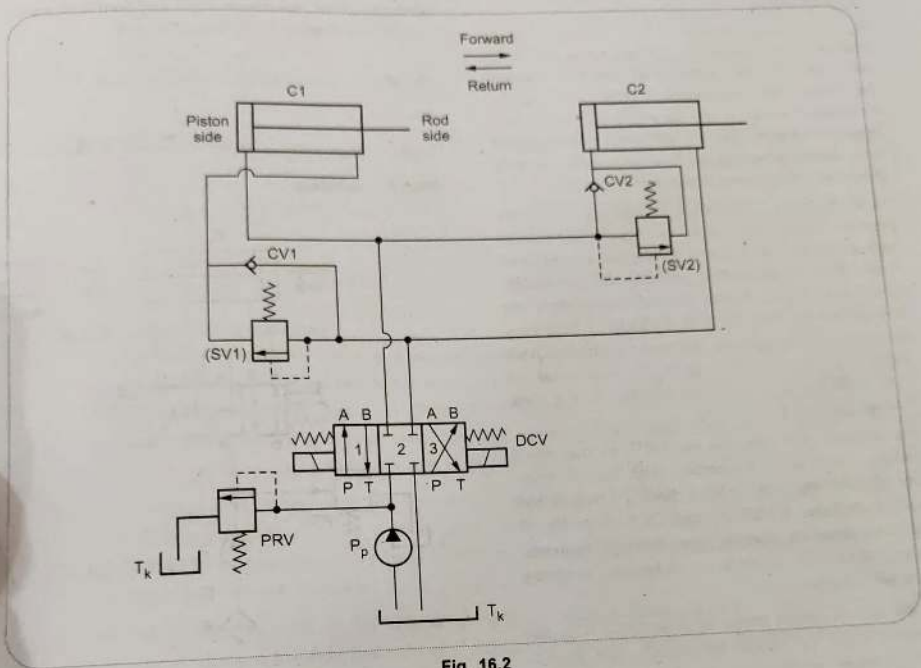 Forward
Return
C1
C2
Piston side
Rod side
CV2
CV1
(SV2)
(SV1)
A B A B
1 2 3
DCV
P T P T
PRV
Pp
Tk
Tk
Fig. 16.2